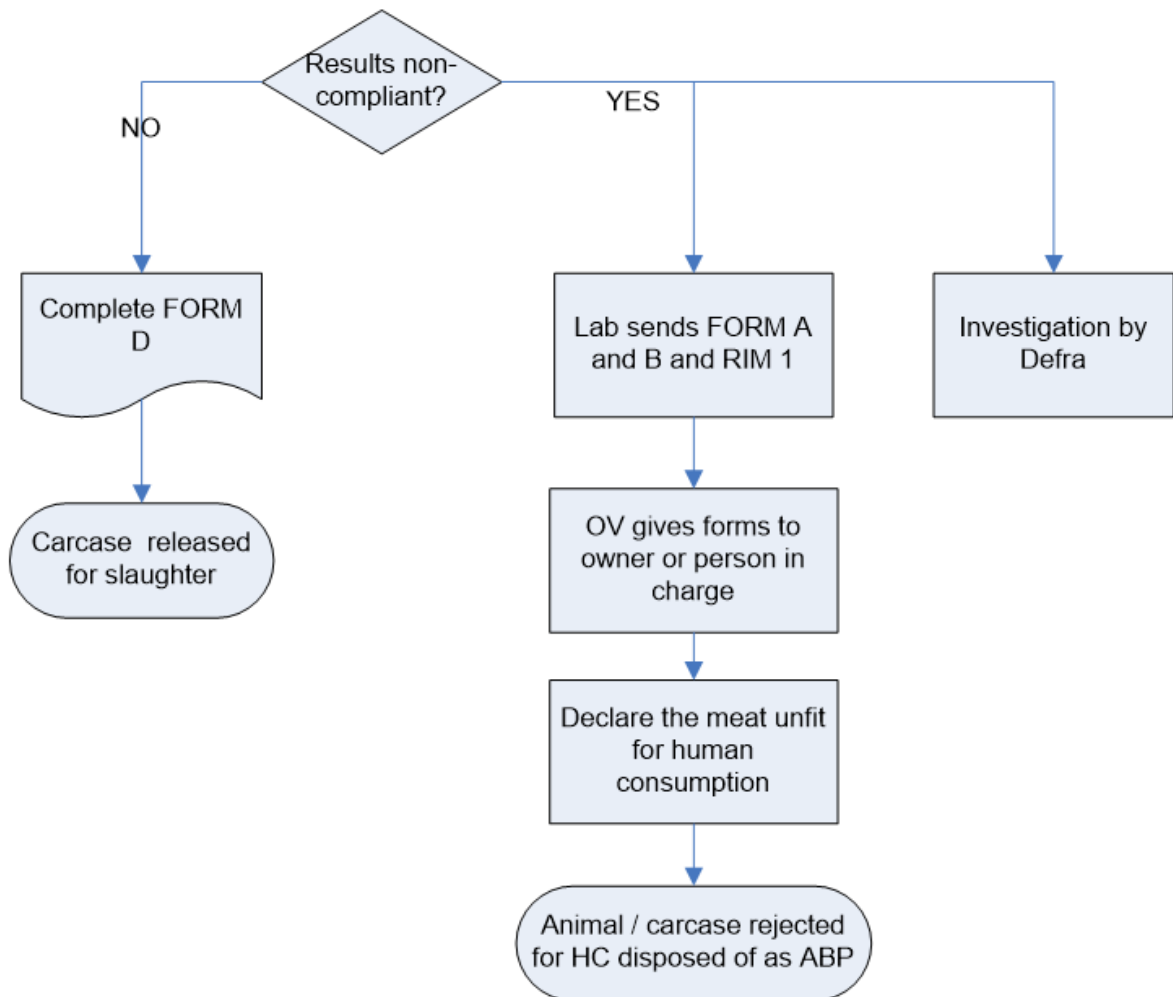 Results non-
compliant?
NO
YES
Complete FORM
D
Lab sends FORM A
and B and RIM 1
Investigation by
Defra
Carcase released
for slaughter
OV gives forms to
owner or person in
charge
Declare the meat unfit
for human
consumption
Animal / carcase rejected
for HC disposed of as ABP